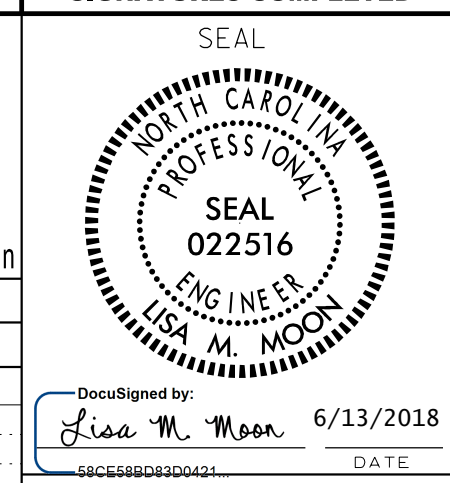 SEAL
NORTH CAROLINA
PROFESSIONAL
SEAL
022516
ENGINEER
LISA M. MOON
DocuSigned by:
Lisa M. Moon
6/13/2018
58CE58BD83D0421...
DATE
n